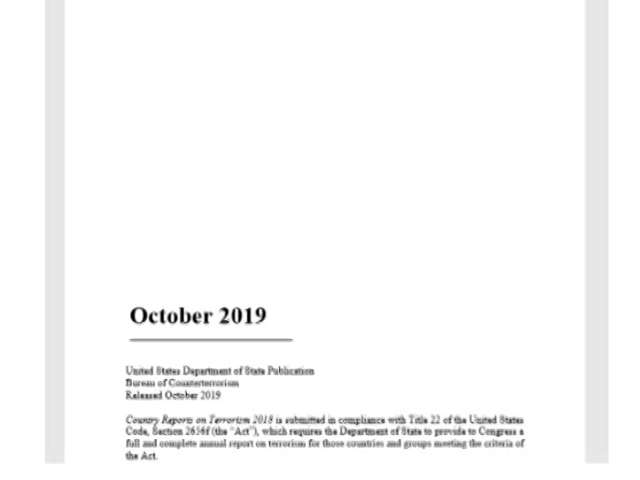 October 2019
United States Department of State Publication
Bureau of Counterterrorism
Released October 2019
Country Reports on Terrorism 2018 is submitted in compliance with Title 22 of the United States
Code, Section 2656f (the “Act”), which requires the Department of State to provide to Congress a
full and complete annual report on terrorism for those countries and groups meeting the criteria of
the Act.